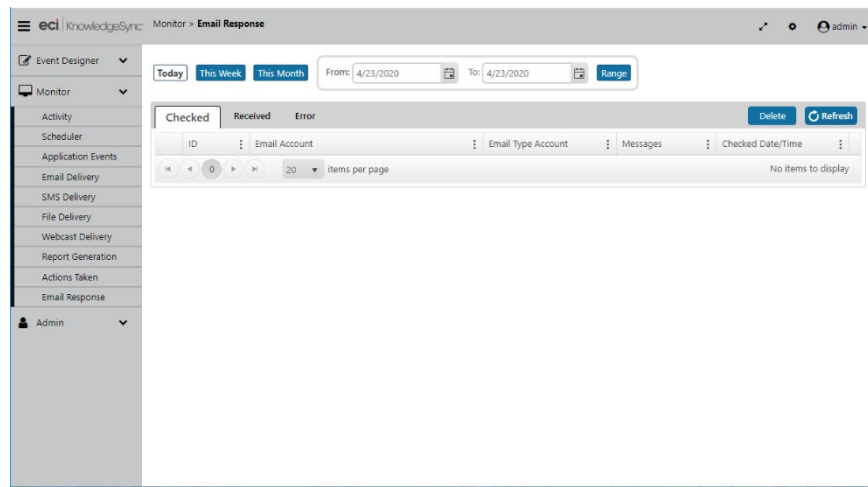 eci KnowledgeSync
Monitor > Email Response
admin
Event Designer
Monitor
Activity
Scheduler
Application Events
Email Delivery
SMS Delivery
File Delivery
Webcast Delivery
Report Generation
Actions Taken
Email Response
Admin
Today This Week This Month From: 4/23/2020 To: 4/23/2020 Range
Checked Received Error Delete Refresh
ID Email Account Email Type Account Messages Checked Date/Time
0 20 items per page No items to display